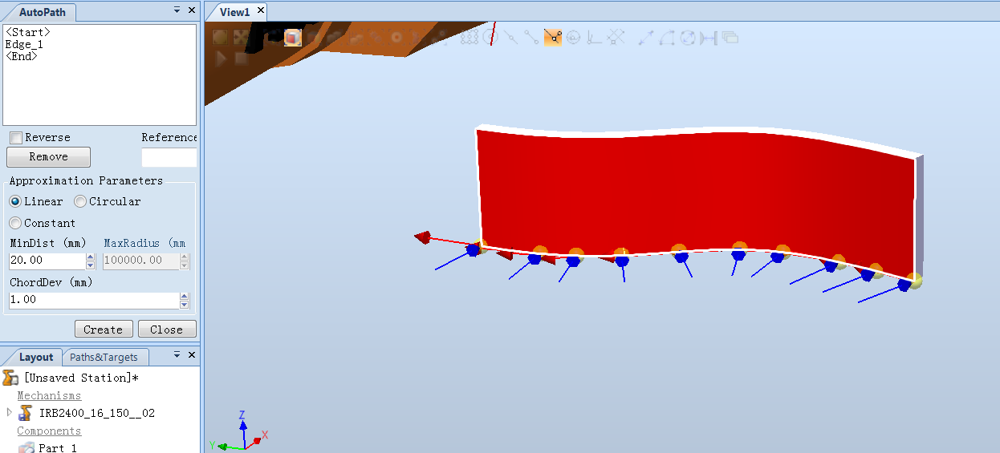 AutoPath
View1
<Start>
Edge_1
<End>
Reverse
Reference
Remove
Approximation Parameters
Linear
Circular
Constant
MinDist (mm)
MaxRadius (mm
20.00
100000.00
ChordDev (mm)
1.00
Create
Close
Layout
Paths&Targets
[Unsaved Station]*
Mechanisms
IRB2400_16_150__02
Components
Part 1
Z
X
Y